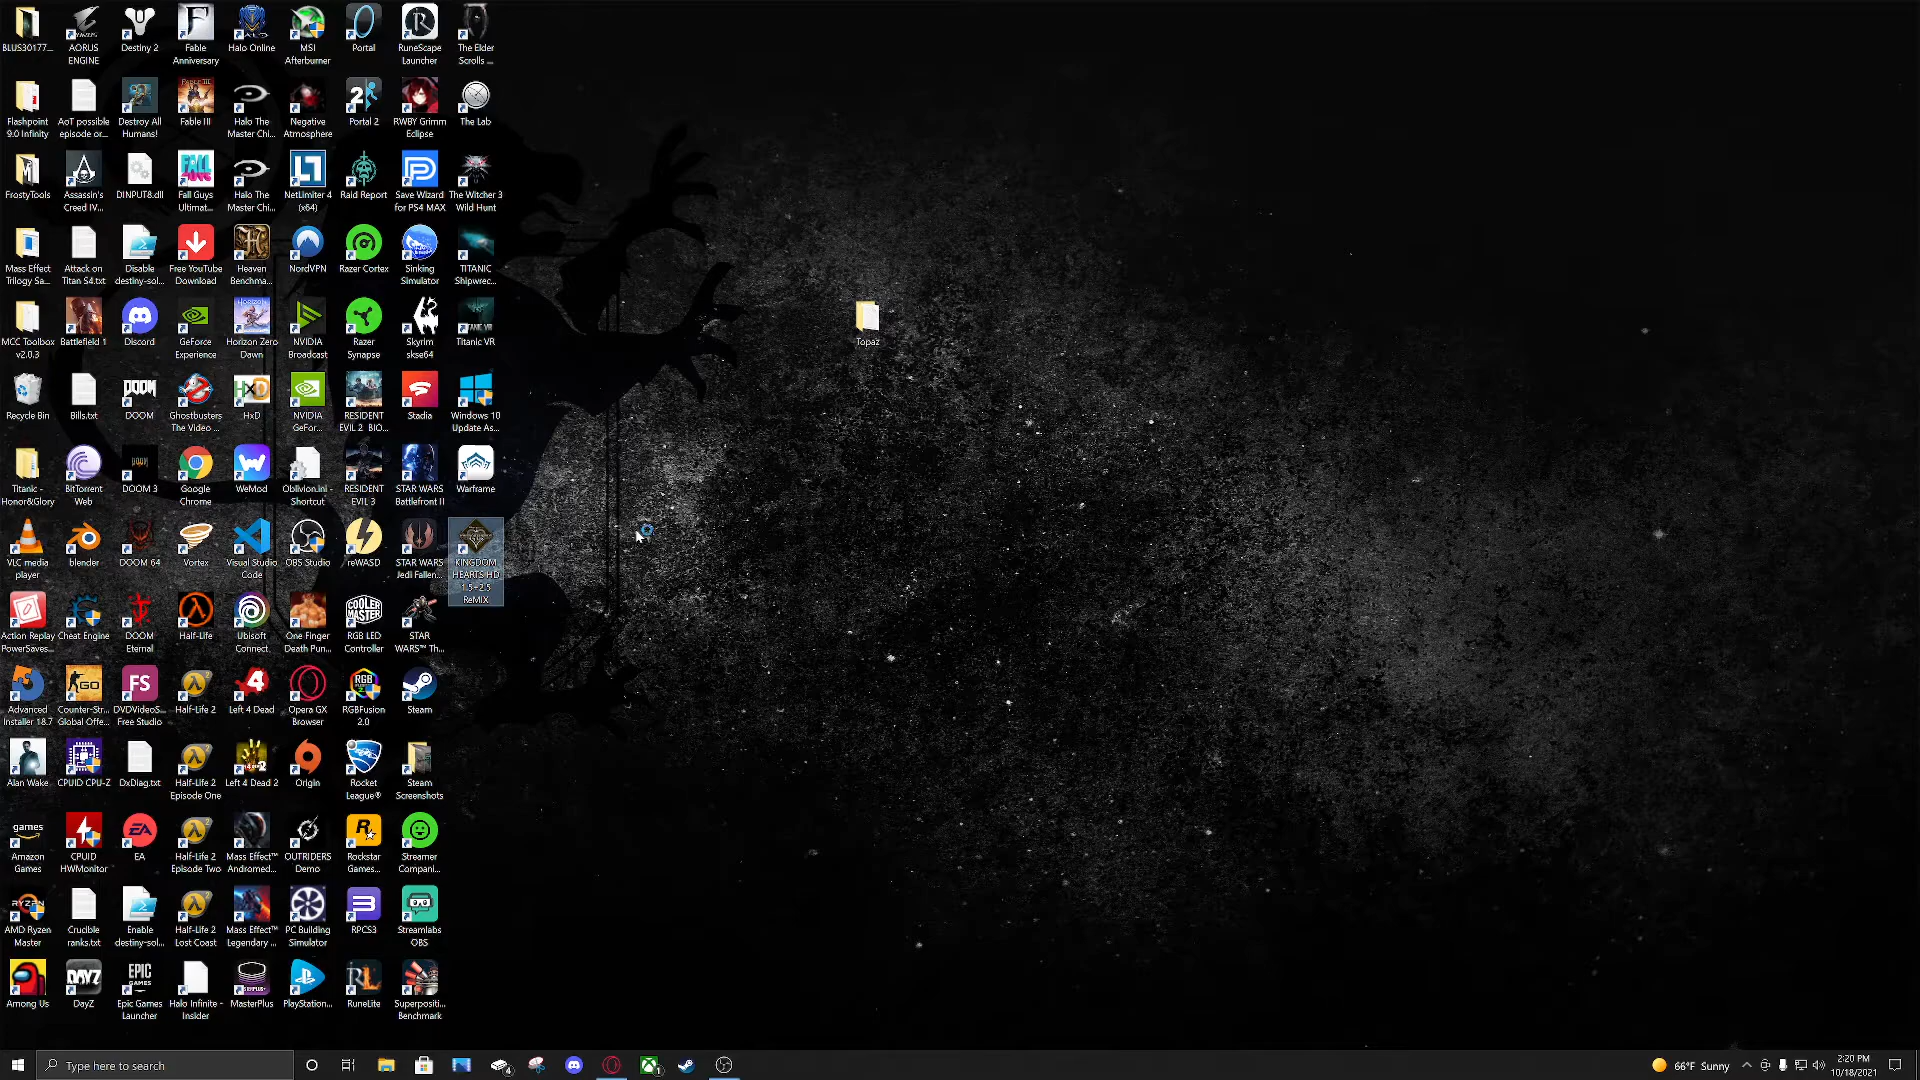 BLUS30177...
AORUS
ENGINE
Destiny 2
Fable
Anniversary
Halo Online
MSI
Afterburner
Portal
RuneScape
Launcher
The Elder
Scrolls ...
Flashpoint
9.0 Infinity
AoT possible
episode or...
Destroy All
Humans!
Fable III
Halo The
Master Chi...
Negative
Atmosphere
Portal 2
RWBY Grimm
Eclipse
The Lab
FrostyTools
Assassin's
Creed IV...
DINPUT8.dll
Fall Guys
Ultimat...
Halo The
Master Chi...
NetLimiter 4
(x64)
Raid Report
Save Wizard
for PS4 MAX
The Witcher 3
Wild Hunt
Mass Effect
Trilogy Sa...
Attack on
Titan S4.txt
Disable
destiny-sol...
Free YouTube
Download
Heaven
Benchma...
NordVPN
Razer Cortex
Sinking
Simulator
TITANIC
Shipwrec...
MCC Toolbox
v2.0.3
Battlefield 1
Discord
GeForce
Experience
Horizon Zero
Dawn
NVIDIA
Broadcast
Razer
Synapse
Skyrim
skse64
Titanic VR
Topaz
Recycle Bin
Bills.txt
DOOM
DOOM
Ghostbusters
The Video ...
HxD
HxD
NVIDIA
GeFor...
RESIDENT
EVIL 2 BIO...
Stadia
Windows 10
Update As...
Titanic -
Honor&Glory
BitTorrent
Web
DOOM 3
Google
Chrome
WeMod
Oblivion.ini -
Shortcut
RESIDENT
EVIL 3
STAR WARS
Battlefront II
Warframe
VLC media
player
blender
DOOM 64
Vortex
Visual Studio
Code
OBS Studio
reWASD
STAR WARS
Jedi Fallen...
KINGDOM
HEARTS HD
1.5+2.5
ReMIX
Action Replay
PowerSaves...
Cheat Engine
DOOM
Eternal
Half-Life
Ubisoft
Connect
One Finger
Death Pun...
COOLER
MASTER
RGB LED
Controller
STAR
WARS™ Th...
Advanced
Installer 18.7
GO
Counter-Str...
Global Offe...
FS
DVDVideoS...
Free Studio
Half-Life 2
Left 4 Dead
Opera GX
Browser
RGB
RGBFusion
2.0
Steam
Alan Wake
CPUID CPU-Z
DxDiag.txt
Half-Life 2
Episode One
Left 4 Dead 2
Origin
Rocket
League®
Steam
Screenshots
games
Amazon
Games
CPUID
HWMonitor
EA
EA
Half-Life 2
Episode Two
Mass Effect™
Andromed...
OUTRIDERS
Demo
Rockstar
Games...
Streamer
Compani...
RYZEN
AMD Ryzen
Master
Crucible
ranks.txt
Enable
destiny-sol...
Half-Life 2
Lost Coast
Mass Effect™
Legendary ...
PC Building
Simulator
RPCS3
Streamlabs
OBS
Among Us
DAYZ
DayZ
EPIC
GAMES
Epic Games
Launcher
Halo Infinite -
Insider
MasterPlus
PlayStation...
RuneLite
Superpositi...
Benchmark
Type here to search
66°F Sunny
2:20 PM
10/18/2021